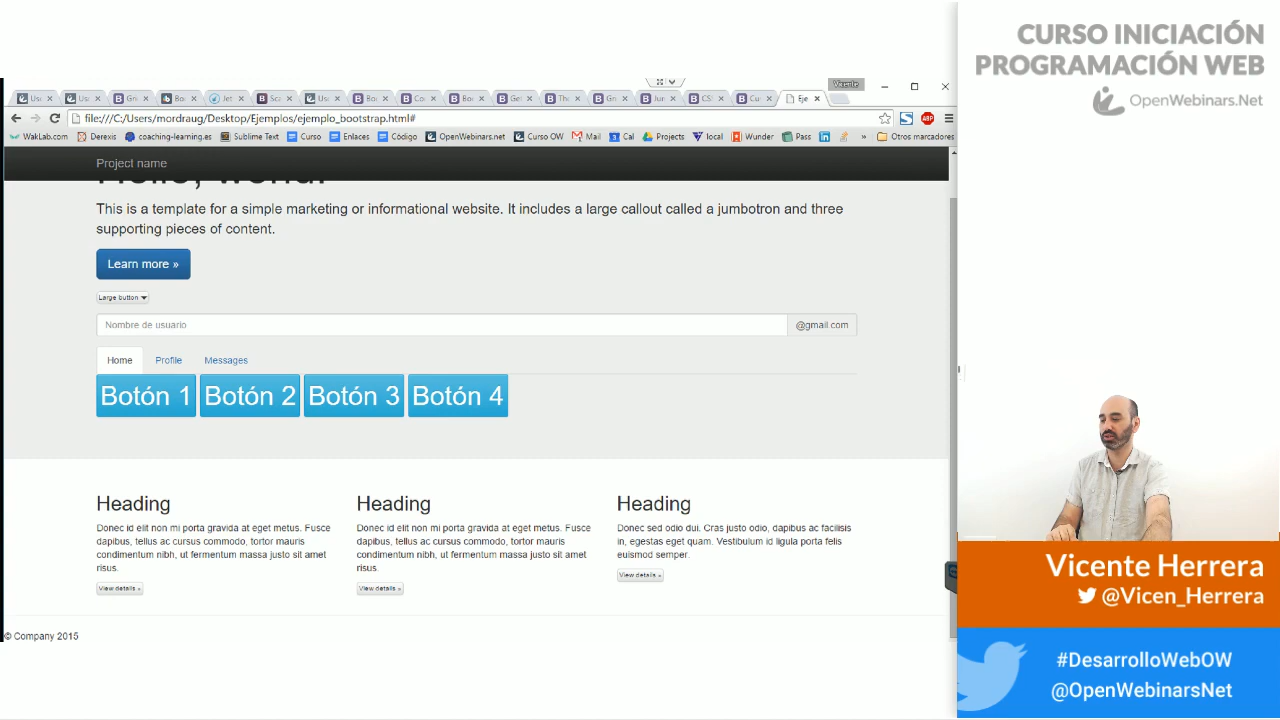 CURSO INICIACIÓN
PROGRAMACIÓN WEB
OpenWebinars.Net
Vicente
Eje
file:///C:/Users/mordraug/Desktop/Ejemplos/ejemplo_bootstrap.html#
WakLab.com Derexis coaching-learning.es Sublime Text Curso Enlaces Código OpenWebinars.net Curso OW Mail Cal Projects local Wunder Pass » Otros marcadores
Project name
This is a template for a simple marketing or informational website. It includes a large callout called a jumbotron and three
supporting pieces of content.
Learn more »
Large button
Nombre de usuario @gmail.com
Home Profile Messages
Botón 1 Botón 2 Botón 3 Botón 4
Heading
Donec id elit non mi porta gravida at eget metus. Fusce
dapibus, tellus ac cursus commodo, tortor mauris
condimentum nibh, ut fermentum massa justo sit amet
risus.
View details »
Heading
Donec id elit non mi porta gravida at eget metus. Fusce
dapibus, tellus ac cursus commodo, tortor mauris
condimentum nibh, ut fermentum massa justo sit amet
risus.
View details »
Heading
Donec sed odio dui. Cras justo odio, dapibus ac facilisis
in, egestas eget quam. Vestibulum id ligula porta felis
euismod semper.
View details »
© Company 2015
Vicente Herrera
@Vicen_Herrera
#DesarrolloWebOW
@OpenWebinarsNet